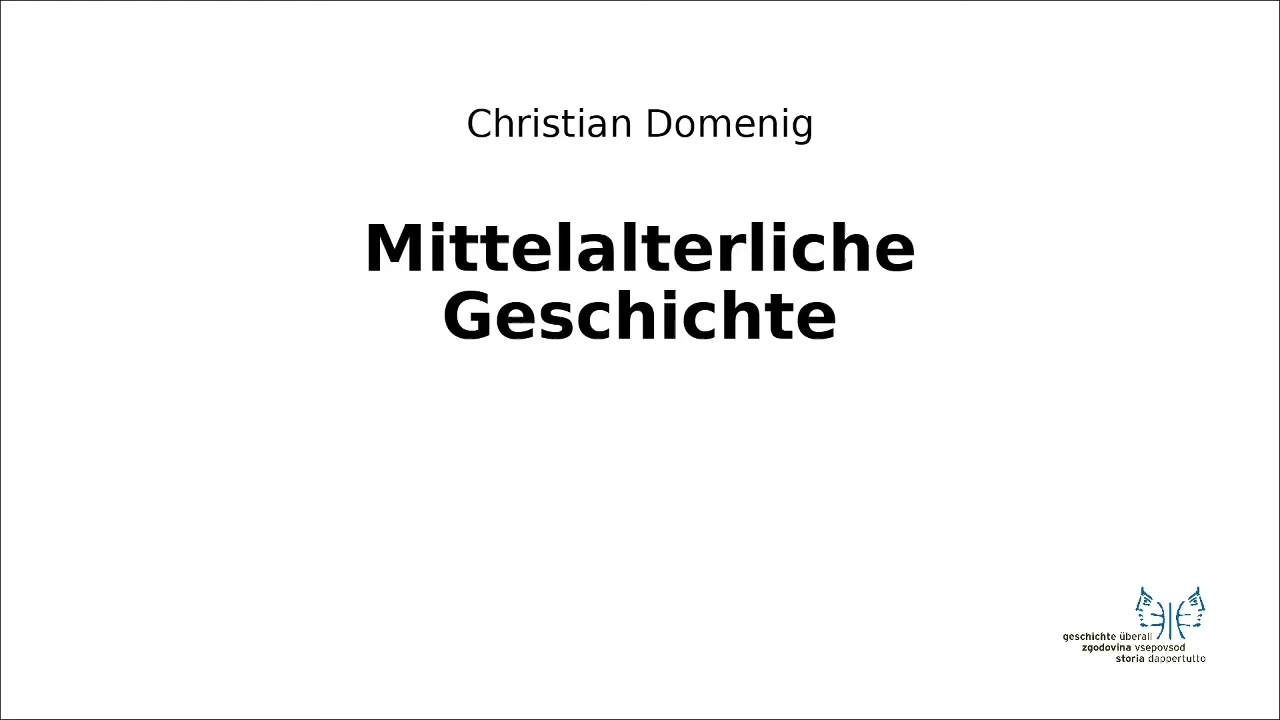 Christian Domenig
Mittelalterliche
Geschichte
geschichte überall
zgodovina vsepovsod
storia dappertutto